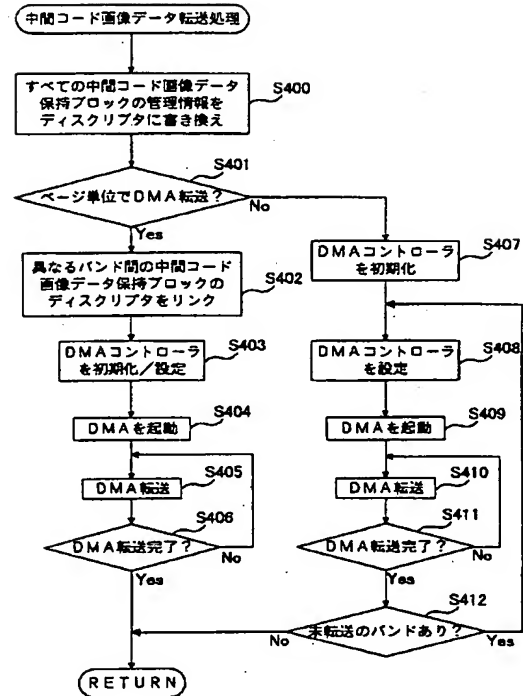 中間コード画像データ転送処理
すべての中間コード画像データ
保持ブロックの管理情報を
ディスクリプタに書き換え
S400
S401
ページ単位でDMA転送？
No
Yes
異なるバンド間の中間コード
画像データ保持ブロックの
ディスクリプタをリンク
S402
DMAコントローラ
を初期化／設定
S403
S404
DMAを起動
S405
DMA転送
S406
DMA転送完了？
No
Yes
DMAコントローラ
を初期化
S407
DMAコントローラ
を設定
S408
S409
DMAを起動
S410
DMA転送
S411
DMA転送完了？
No
Yes
S412
未転送のバンドあり？
No
Yes
RETURN